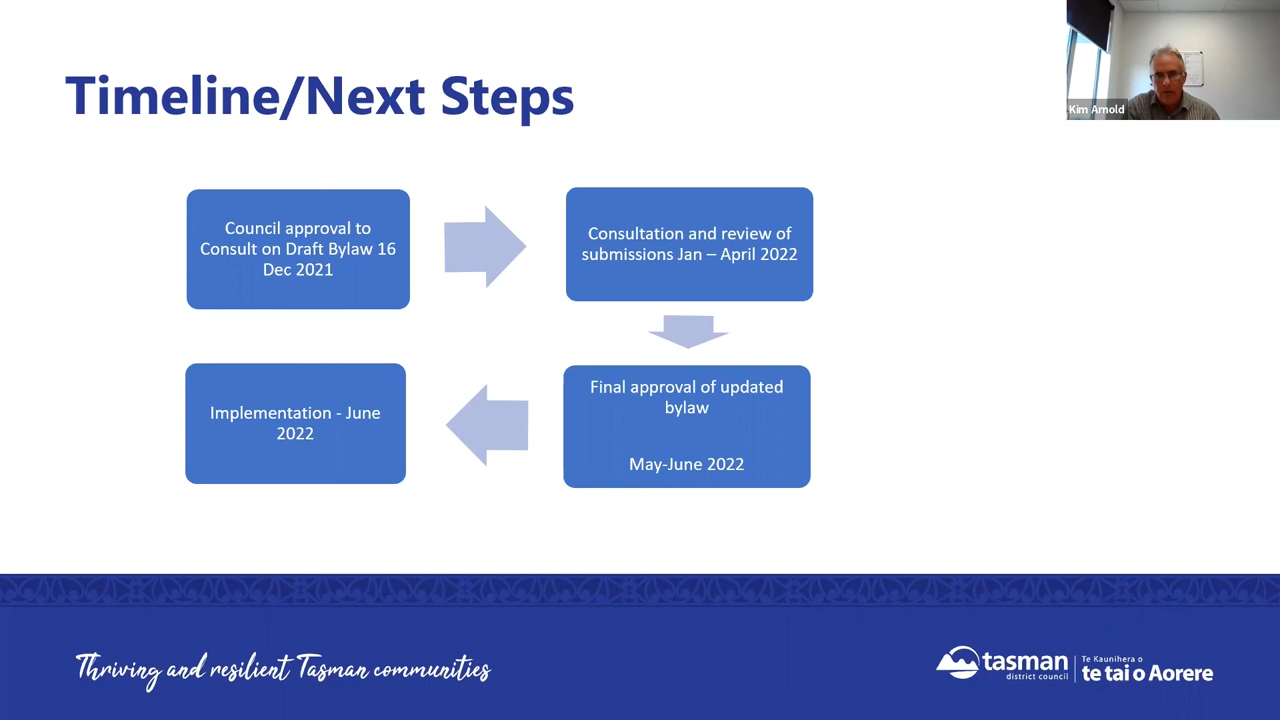 Timeline/Next Steps
Kim Arnold
Council approval to
Consult on Draft Bylaw 16
Dec 2021
Consultation and review of
submissions Jan – April 2022
Final approval of updated
bylaw
May-June 2022
Implementation - June
2022
Thriving and resilient Tasman communities
tasman
district council
Te Kaunihera o
te tai o Aorere